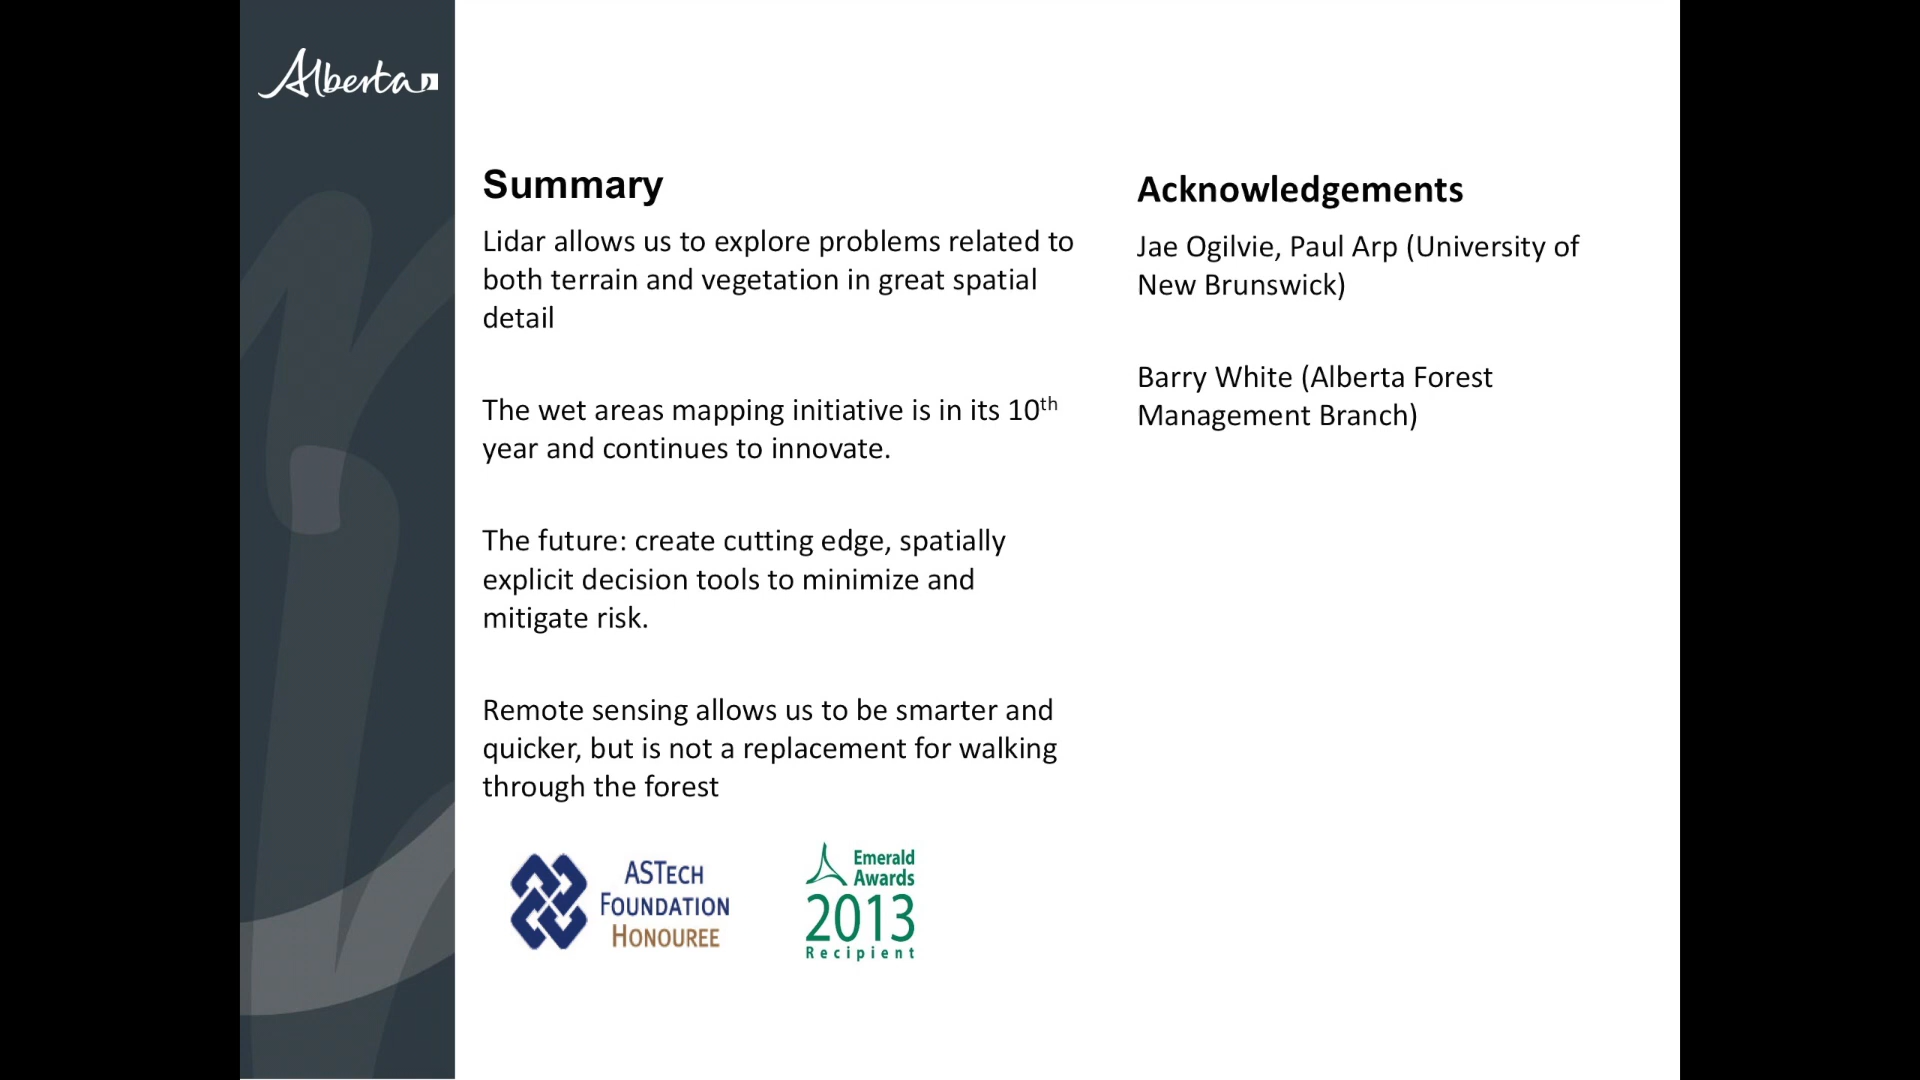 Alberta
Summary
Lidar allows us to explore problems related to
both terrain and vegetation in great spatial
detail
The wet areas mapping initiative is in its 10th
year and continues to innovate.
The future: create cutting edge, spatially
explicit decision tools to minimize and
mitigate risk.
Remote sensing allows us to be smarter and
quicker, but is not a replacement for walking
through the forest
ASTECH
FOUNDATION
HONOUREE
Emerald
Awards
2013
Recipient
Acknowledgements
Jae Ogilvie, Paul Arp (University of
New Brunswick)
Barry White (Alberta Forest
Management Branch)